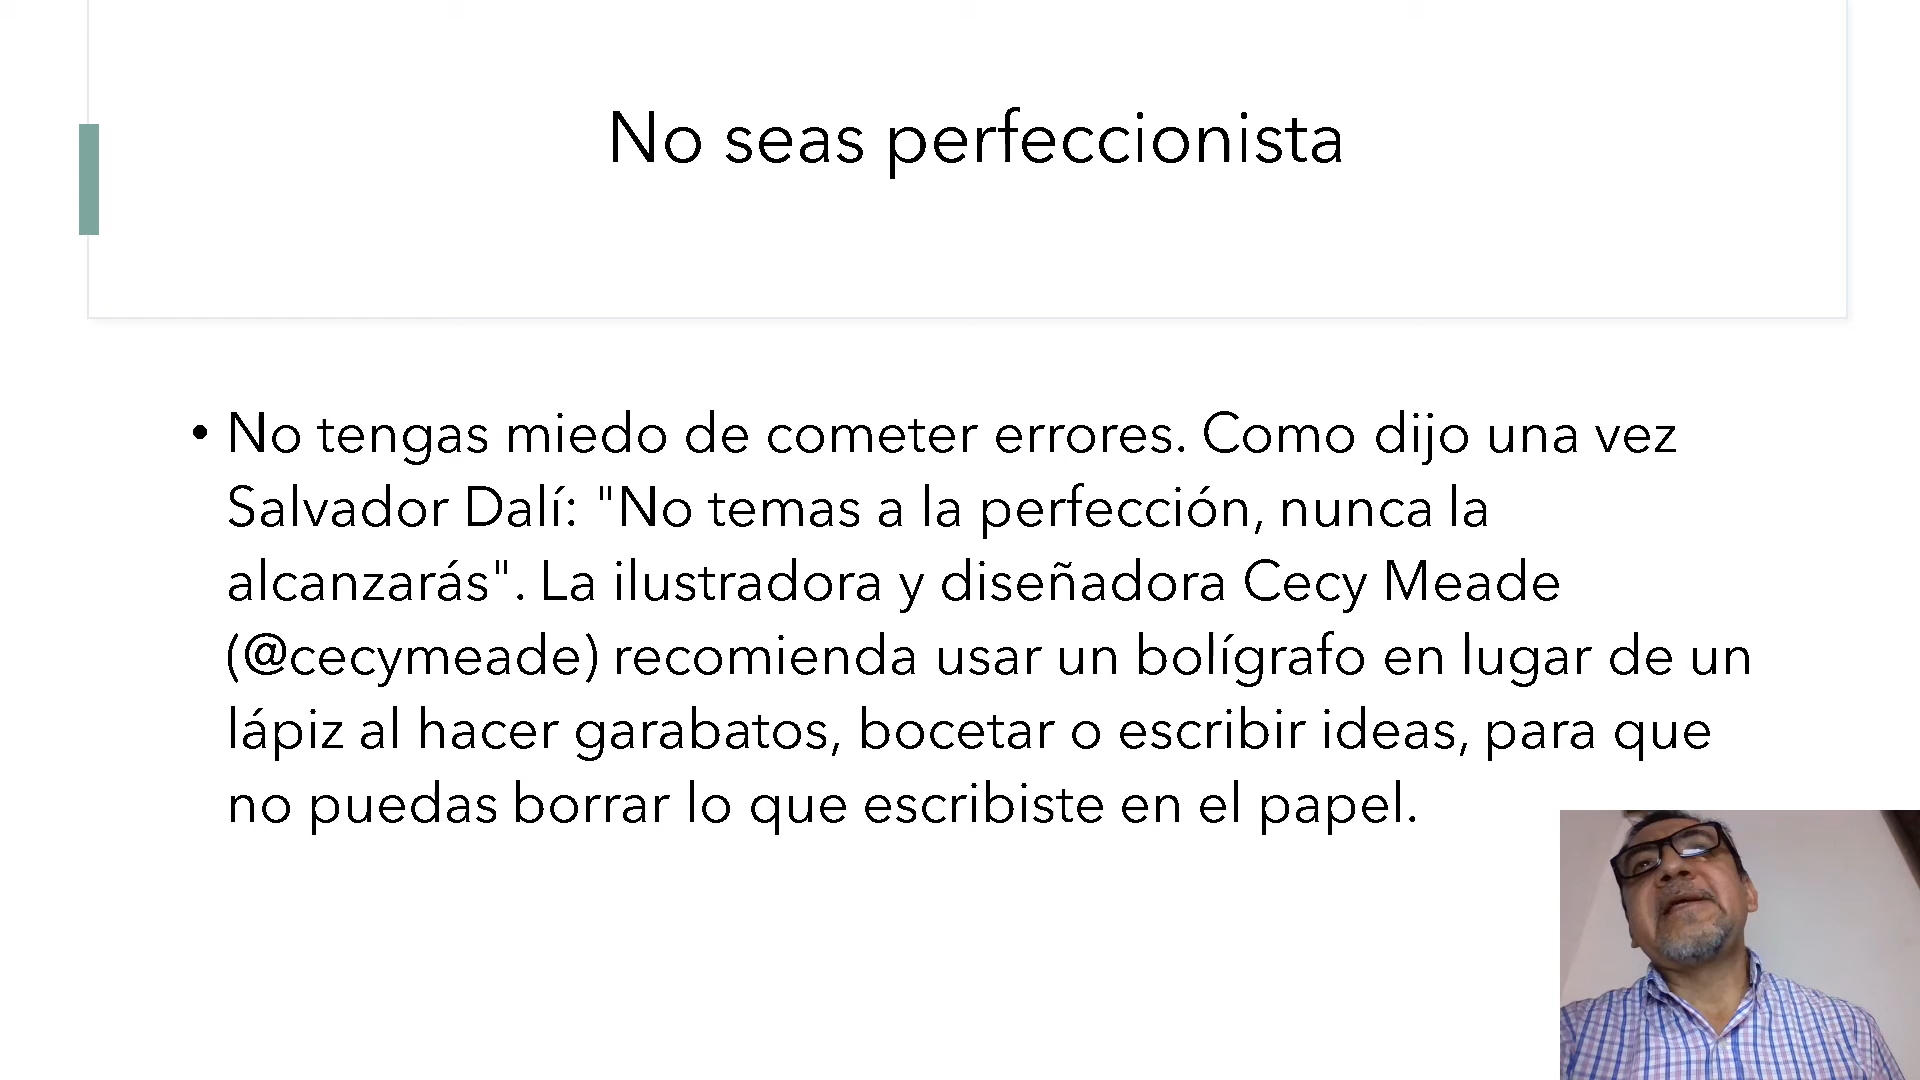 No seas perfeccionista
• No tengas miedo de cometer errores. Como dijo una vez
Salvador Dalí: "No temas a la perfección, nunca la
alcanzarás". La ilustradora y diseñadora Cecy Meade
(@cecymeade) recomienda usar un bolígrafo en lugar de un
lápiz al hacer garabatos, bocetar o escribir ideas, para que
no puedas borrar lo que escribiste en el papel.